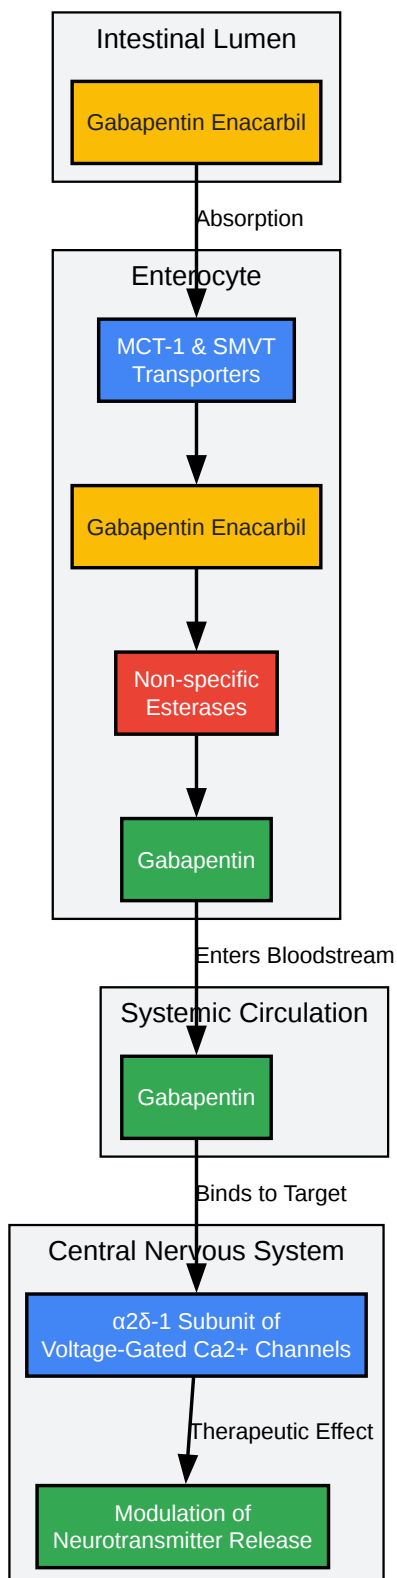 Intestinal Lumen
Gabapentin Enacarbil
Absorption
Enterocyte
MCT-1 & SMVT
Transporters
Gabapentin Enacarbil
Non-specific
Esterases
Gabapentin
Enters Bloodstream
Systemic Circulation
Gabapentin
Binds to Target
Central Nervous System
α2δ-1 Subunit of
Voltage-Gated Ca2+ Channels
Therapeutic Effect
Modulation of
Neurotransmitter Release